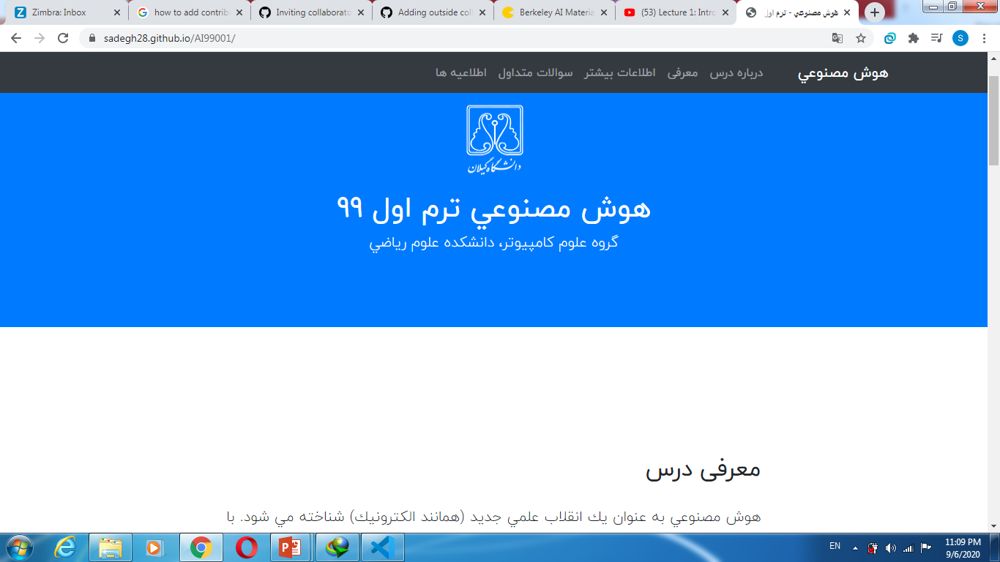 Zimbra: Inbox
how to add contrib
Inviting collaborato
Adding outside coll
Berkeley AI Materia
(53) Lecture 1: Intro
هوش مصنوعي - ترم اول
S
sadegh28.github.io/AI99001/
هوش مصنوعي درباره درس معرفی اطلاعات بیشتر سوالات متداول اطلاعیه ها
دانشگاه گیلان
هوش مصنوعي ترم اول ۹۹
گروه علوم کامپیوتر، دانشکده علوم رياضي
معرفی درس
هوش مصنوعي به عنوان يك انقلاب علمي جديد (همانند الكترونيك) شناخته مي شود. با
EN
11:09 PM
9/6/2020